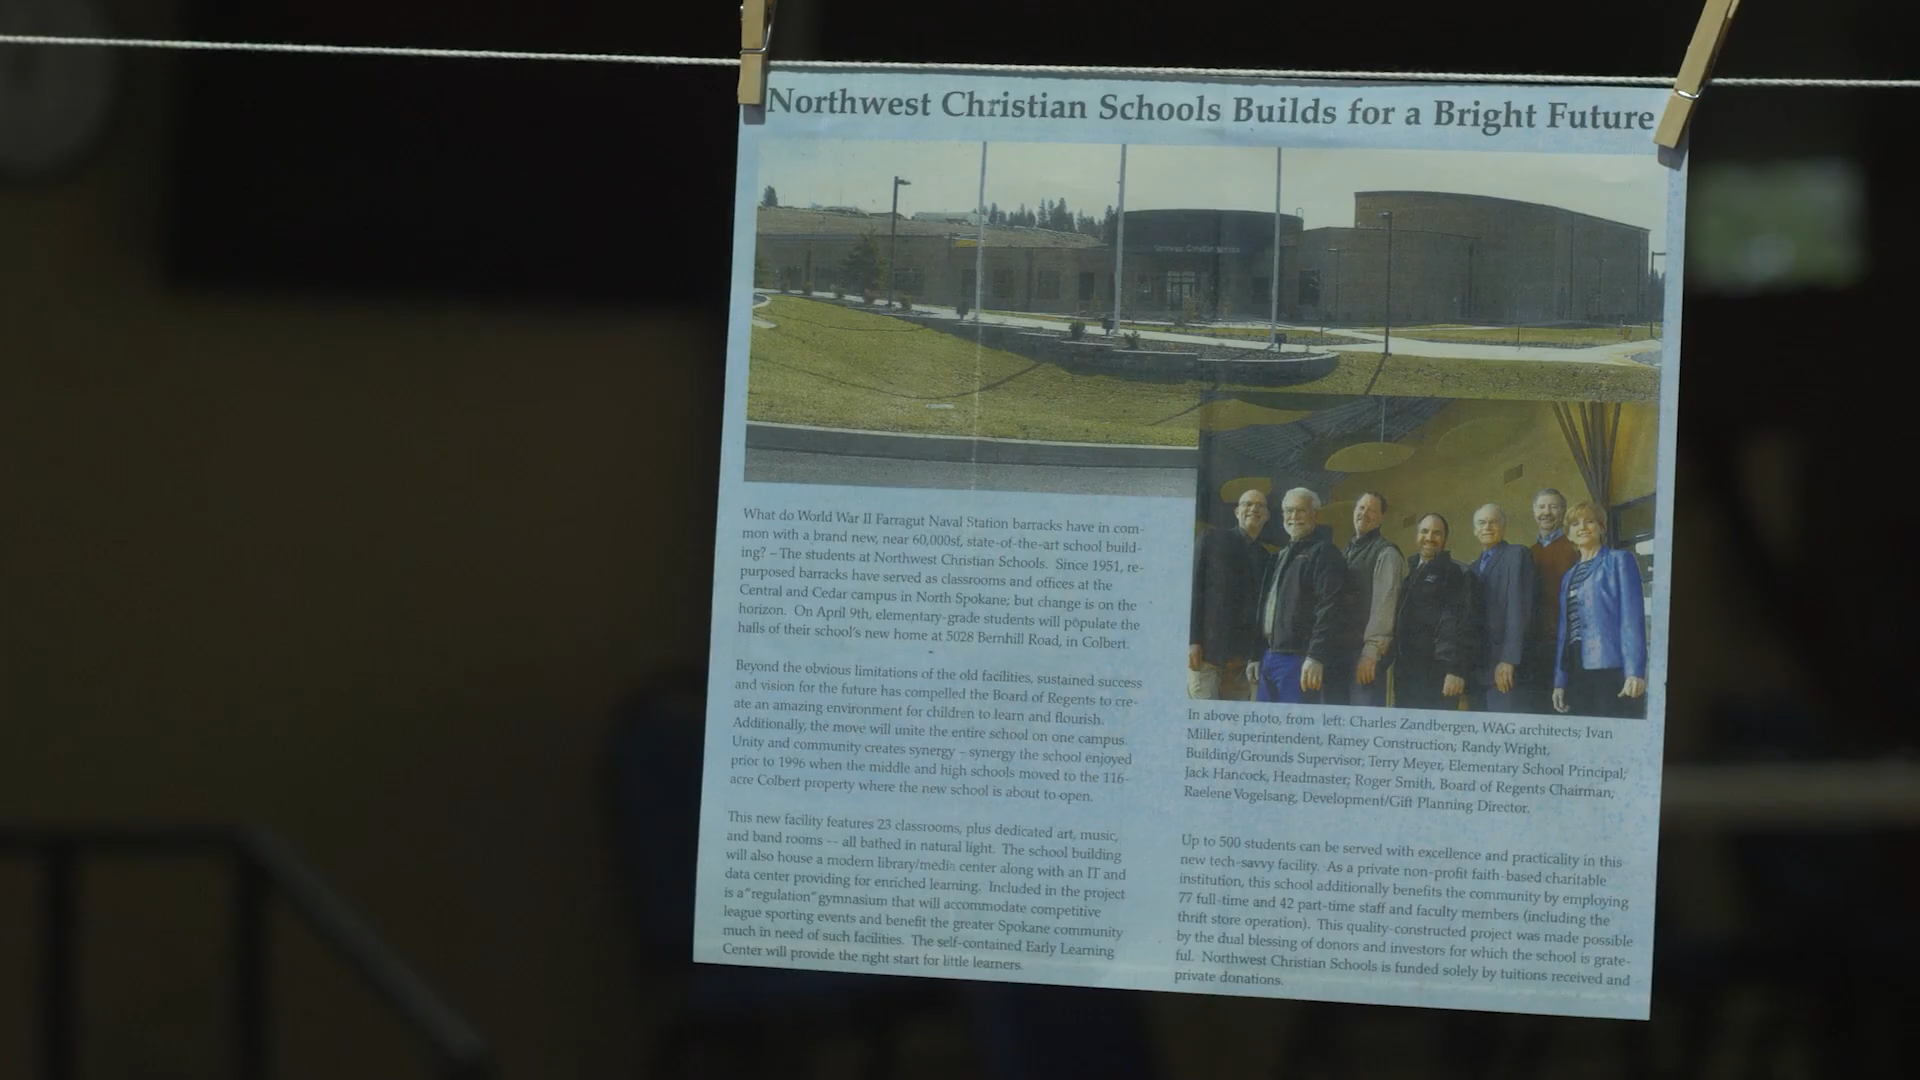 Northwest Christian Schools Builds for a Bright Future
Northwest Christian Schools
What do World War II Farragut Naval Station barracks have in com-
mon with a brand new, near 60,000sf, state-of-the-art school build-
ing? – The students at Northwest Christian Schools. Since 1951, re-
purposed barracks have served as classrooms and offices at the
Central and Cedar campus in North Spokane; but change is on the
horizon. On April 9th, elementary-grade students will populate the
halls of their school's new home at 5028 Bernhill Road, in Colbert.
Beyond the obvious limitations of the old facilities, sustained success
and vision for the future has compelled the Board of Regents to cre-
ate an amazing environment for children to learn and flourish.
Additionally, the move will unite the entire school on one campus.
Unity and community creates synergy – synergy the school enjoyed
prior to 1996 when the middle and high schools moved to the 116-
acre Colbert property where the new school is about to open.
This new facility features 23 classrooms, plus dedicated art, music,
and band rooms -- all bathed in natural light. The school building
will also house a modern library/media center along with an IT and
data center providing for enriched learning. Included in the project
is a "regulation" gymnasium that will accommodate competitive
league sporting events and benefit the greater Spokane community
much in need of such facilities. The self-contained Early Learning
Center will provide the right start for little learners.
In above photo, from left: Charles Zandbergen, WAG architects; Ivan
Miller, superintendent, Ramey Construction; Randy Wright,
Building/Grounds Supervisor, Terry Meyer, Elementary School Principal;
Jack Hancock, Headmaster; Roger Smith, Board of Regents Chairman;
Raelene Vogelsang, Development/Gift Planning Director.
Up to 500 students can be served with excellence and practicality in this
new tech-savvy facility. As a private non-profit faith-based charitable
institution, this school additionally benefits the community by employing
77 full-time and 42 part-time staff and faculty members (including the
thrift store operation). This quality-constructed project was made possible
by the dual blessing of donors and investors for which the school is grate-
ful. Northwest Christian Schools is funded solely by tuitions received and
private donations.